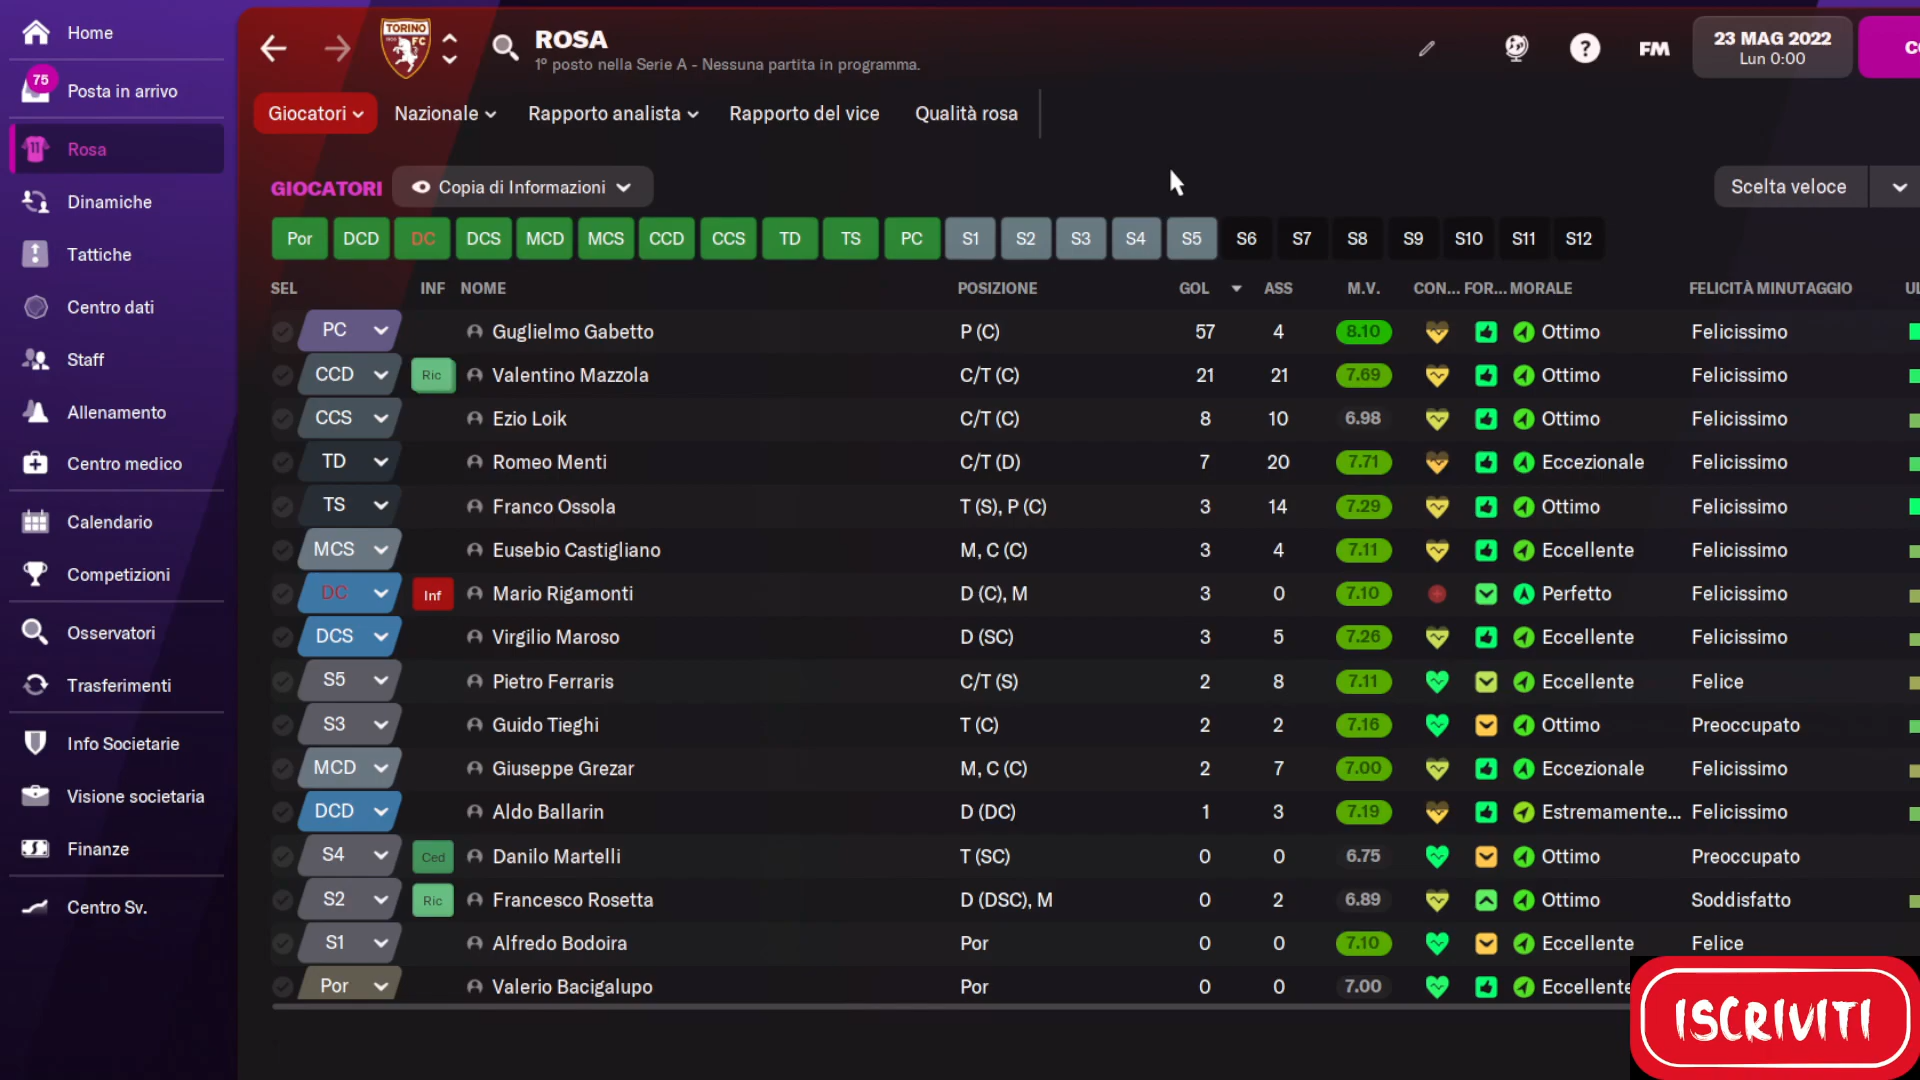 Home
75
Posta in arrivo
11
Rosa
Dinamiche
Tattiche
Centro dati
Staff
Allenamento
Centro medico
Calendario
Competizioni
Osservatori
Trasferimenti
Info Societarie
Visione societaria
Finanze
Centro Sv.
TORINO
FC
ROSA
1º posto nella Serie A - Nessuna partita in programma.
?
FM
23 MAG 2022
Lun 0:00
Giocatori
Nazionale
Rapporto analista
Rapporto del vice
Qualità rosa
GIOCATORI
Copia di Informazioni
Scelta veloce
Por DCD DC DCS MCD MCS CCD CCS TD TS PC S1 S2 S3 S4 S5 S6 S7 S8 S9 S10 S11 S12
SEL INF NOME POSIZIONE GOL ASS M.V. CON... FOR... MORALE FELICITÀ MINUTAGGIO
PC Guglielmo Gabetto P (C) 57 4 8.10 Ottimo Felicissimo
CCD Ric Valentino Mazzola C/T (C) 21 21 7.69 Ottimo Felicissimo
CCS Ezio Loik C/T (C) 8 10 6.98 Ottimo Felicissimo
TD Romeo Menti C/T (D) 7 20 7.71 Eccezionale Felicissimo
TS Franco Ossola T (S), P (C) 3 14 7.29 Ottimo Felicissimo
MCS Eusebio Castigliano M, C (C) 3 4 7.11 Eccellente Felicissimo
DC Inf Mario Rigamonti D (C), M 3 0 7.10 Perfetto Felicissimo
DCS Virgilio Maroso D (SC) 3 5 7.26 Eccellente Felicissimo
S5 Pietro Ferraris C/T (S) 2 8 7.11 Eccellente Felice
S3 Guido Tieghi T (C) 2 2 7.16 Ottimo Preoccupato
MCD Giuseppe Grezar M, C (C) 2 7 7.00 Eccezionale Felicissimo
DCD Aldo Ballarin D (DC) 1 3 7.19 Estremamente... Felicissimo
S4 Ced Danilo Martelli T (SC) 0 0 6.75 Ottimo Preoccupato
S2 Ric Francesco Rosetta D (DSC), M 0 2 6.89 Ottimo Soddisfatto
S1 Alfredo Bodoira Por 0 0 7.10 Eccellente Felice
Por Valerio Bacigalupo Por 0 0 7.00 Eccellente
ISCRIVITI